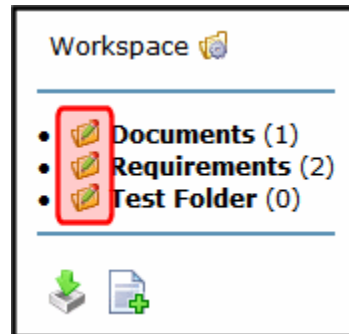 Workspace
• Documents (1)
• Requirements (2)
• Test Folder (0)